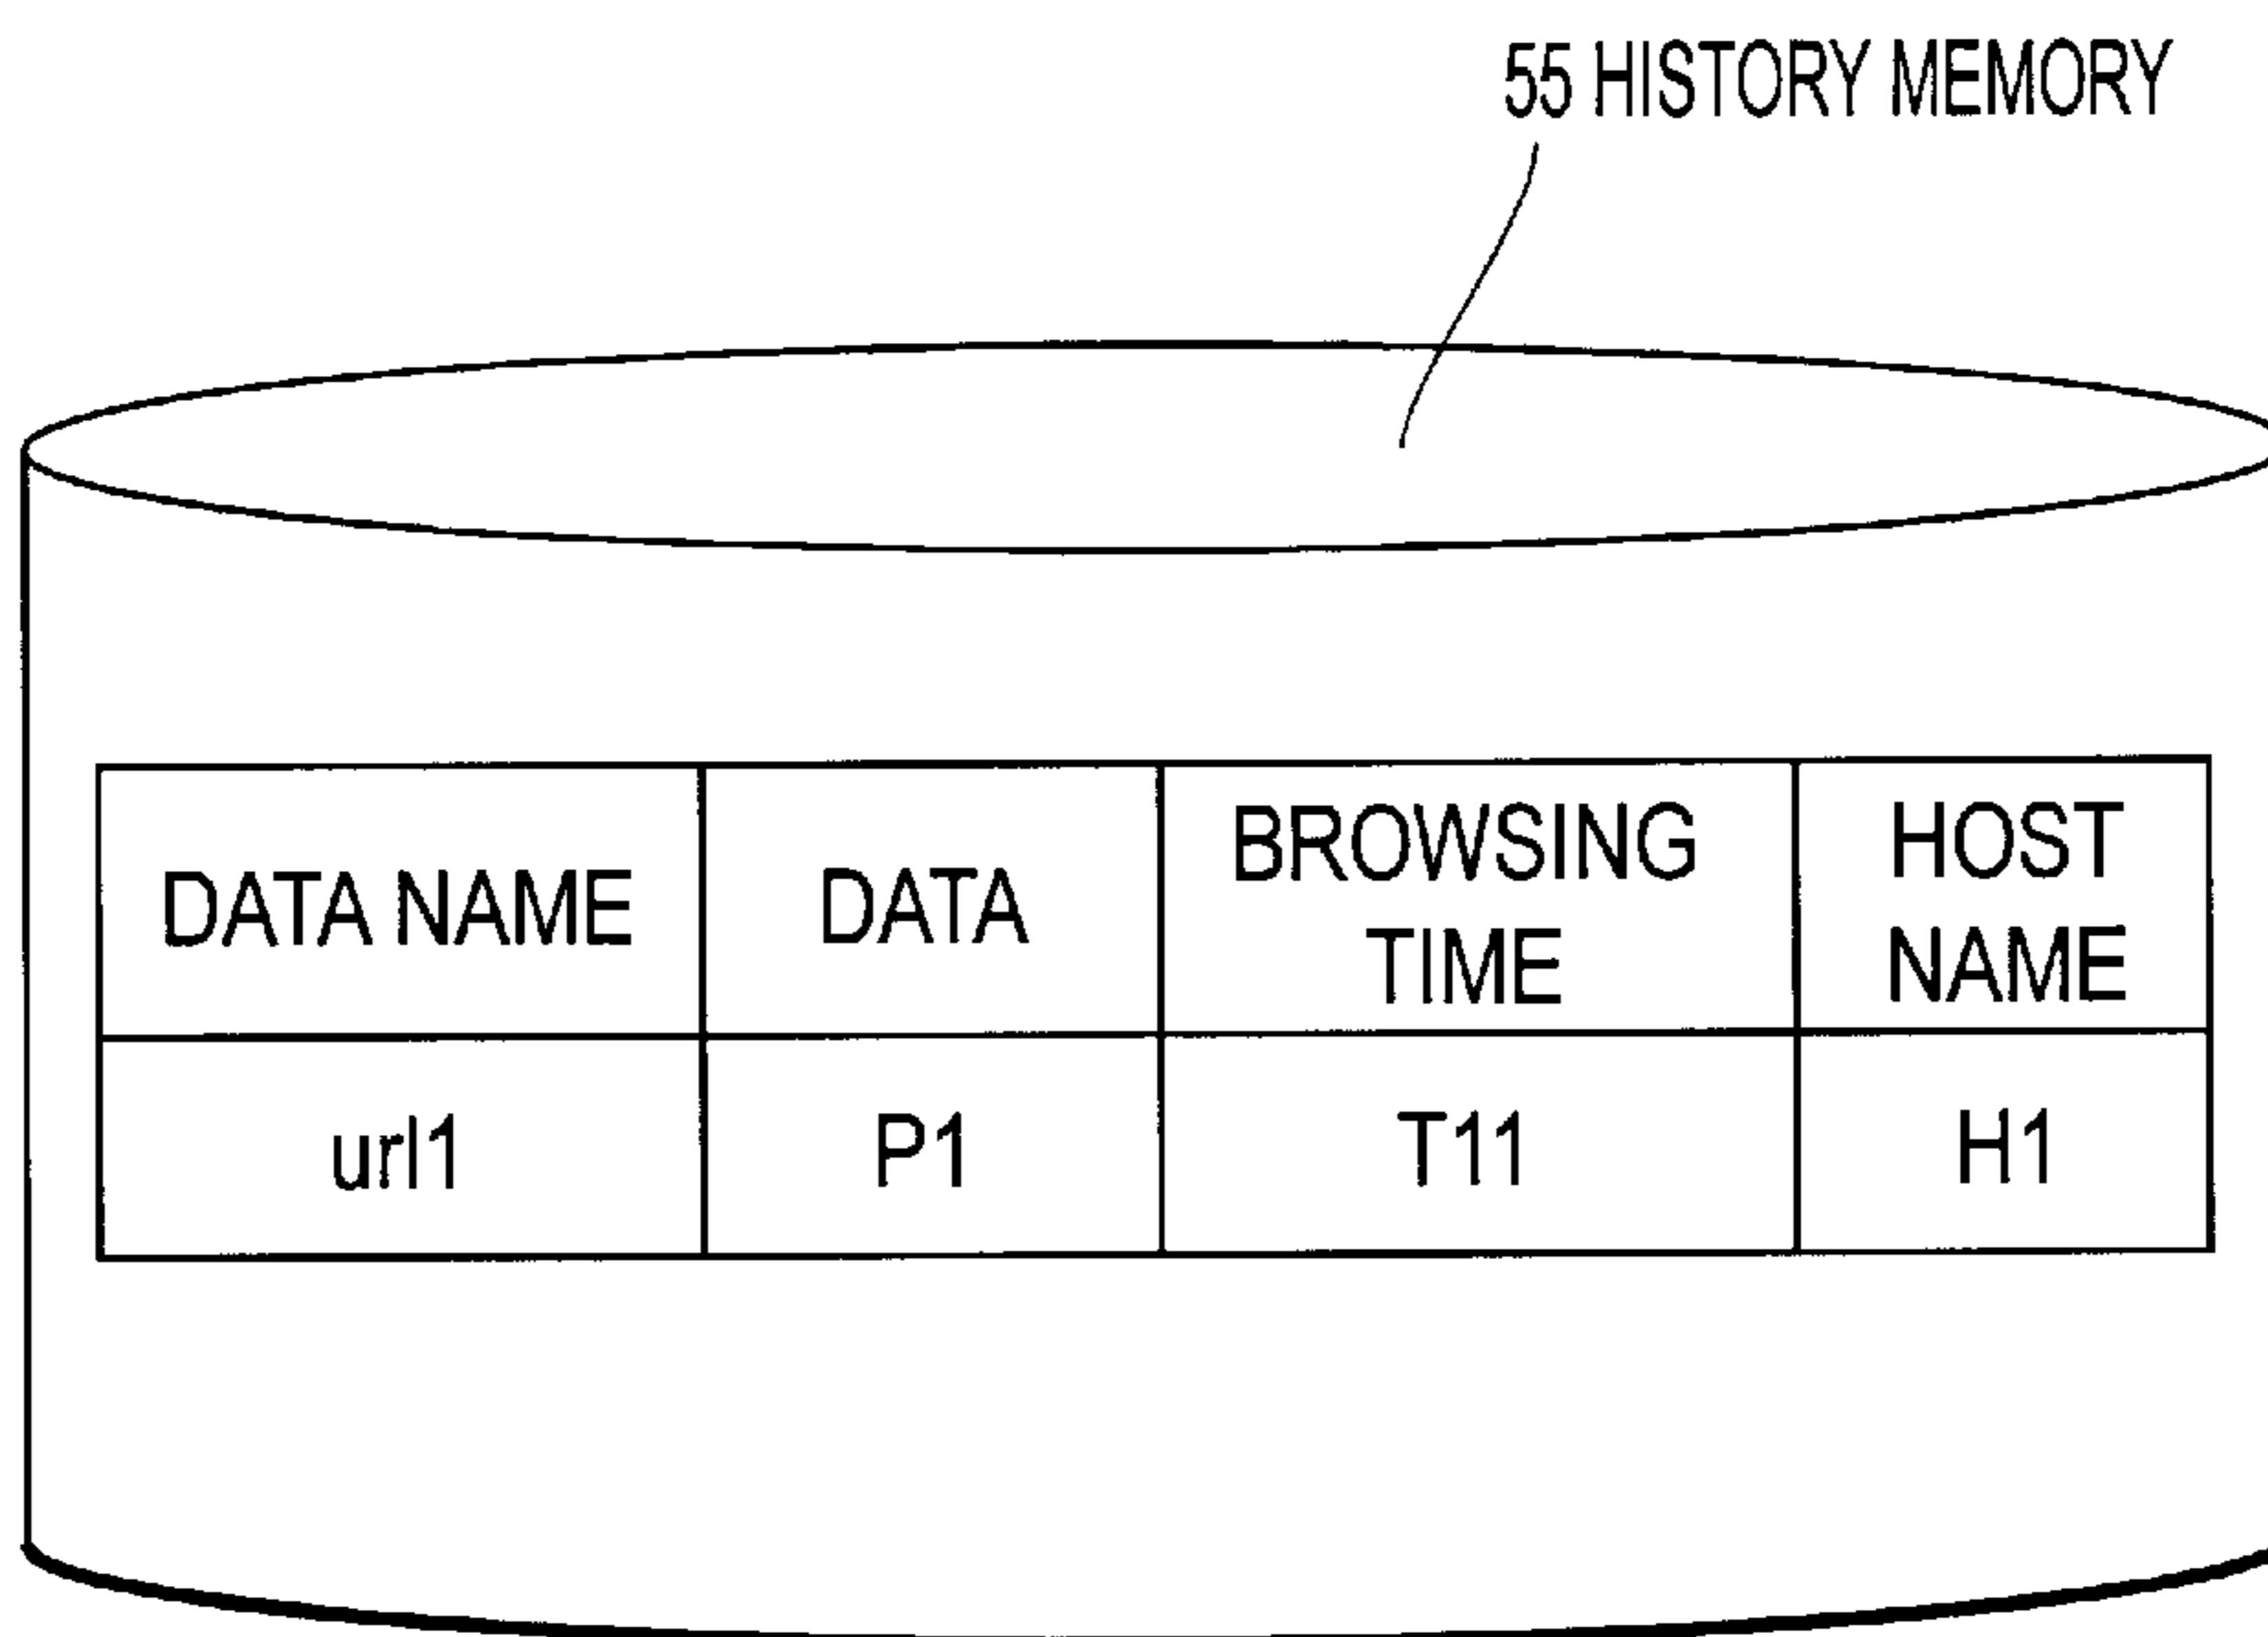 55 HISTORY MEMORY
DATA NAME
DATA
BROWSING
TIME
HOST
NAME
url1
P1
T11
H1